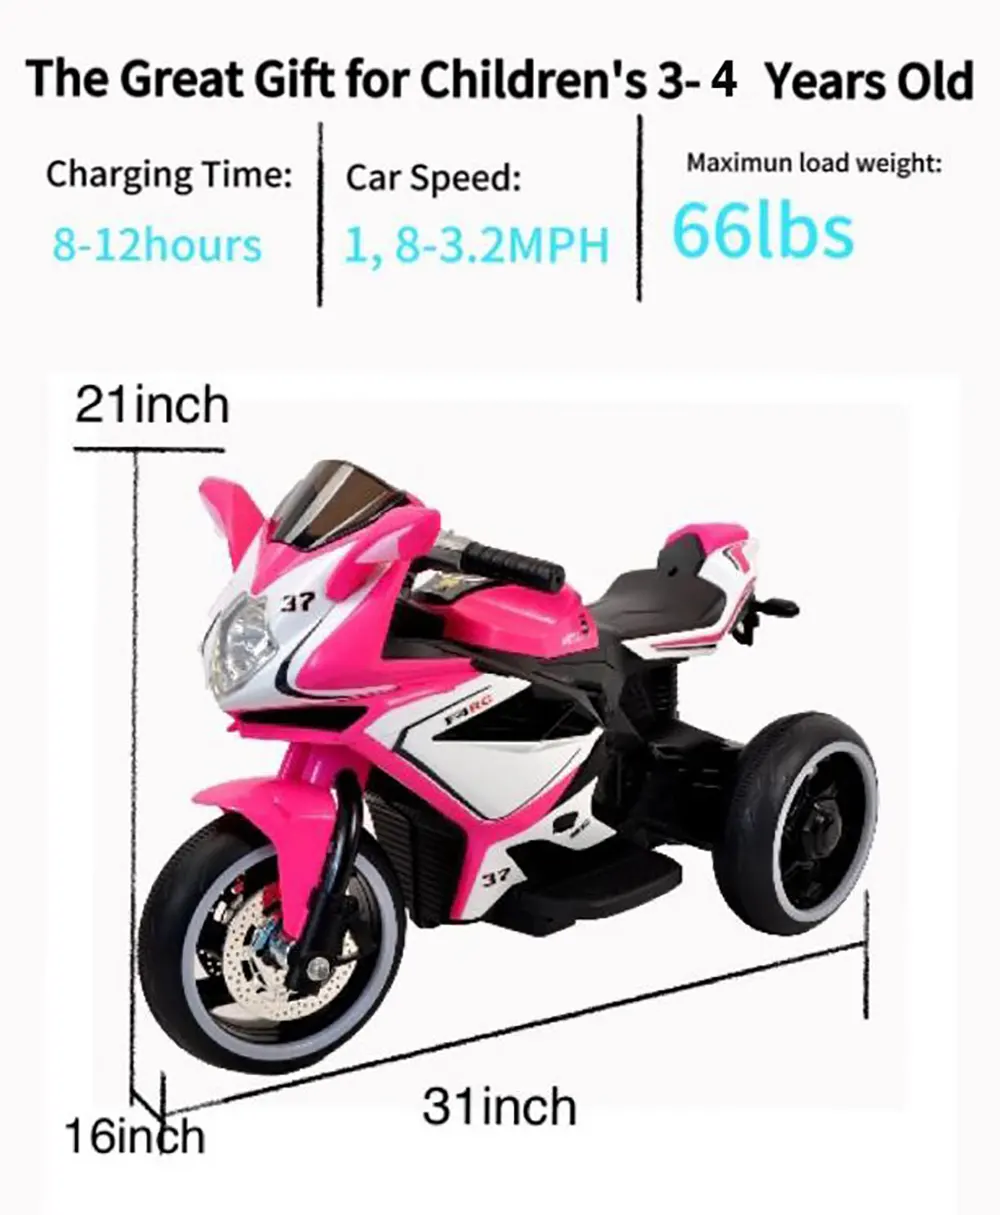 The Great Gift for Children's 3- 4 Years Old
Charging Time:
8-12hours
Car Speed:
1, 8-3.2MPH
Maximun load weight:
66lbs
21inch
37
37
16inch
31inch